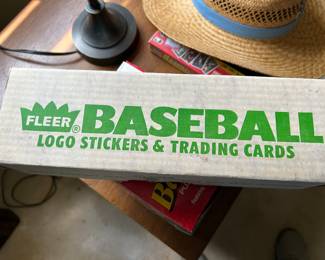 FLEER® BASEBALL
LOGO STICKERS & TRADING CARDS